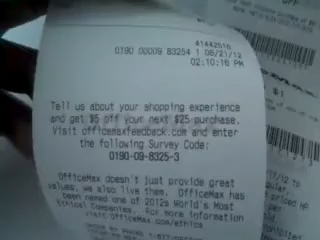 41442516
0190 00009 83254 1 06/21/12
02:10:16 PM
Tell us about your shopping experience
and get $5 off your next $25 purchase.
Visit officemaxfeedback.com and enter
the following Survey Code:
0190-09-8325-3
OfficeMax doesn't just provide great
values, we also live them. OfficeMax has
been named one of 2012s World's Most
Ethical Companies. For more information
visit OfficeMax.com/ethics
$1